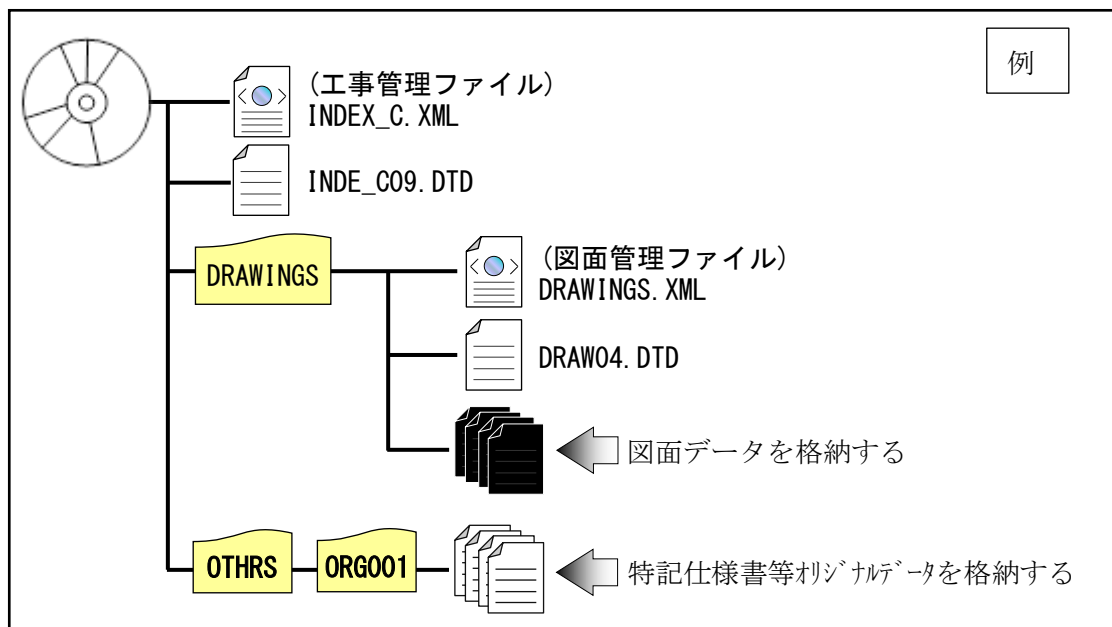 例
(工事管理ファイル)
INDEX_C.XML
INDE_C09.DTD
DRAWINGS
(図面管理ファイル)
DRAWINGS.XML
DRAW04.DTD
図面データを格納する
OTHRS
ORG001
特記仕様書等ｵﾘｼﾞﾅﾙﾃﾞｰﾀを格納する